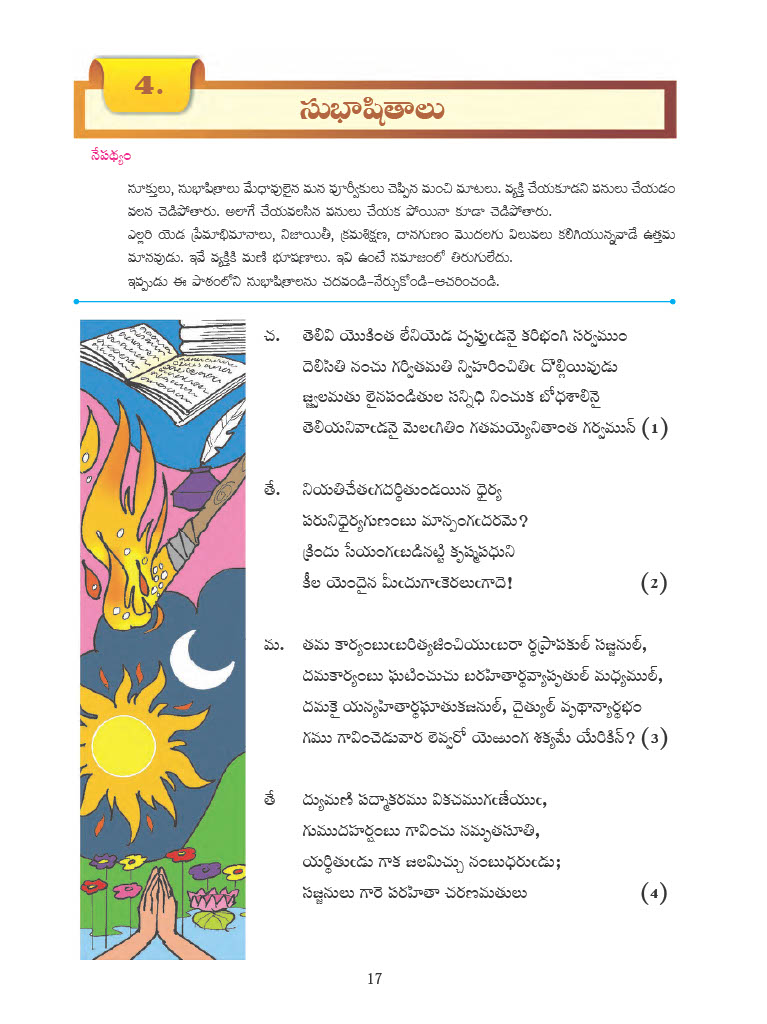 4.
సుభాషితాలు
నేపథ్యం
సూక్తులు, సుభాషితాలు మేధావులైన మన పూర్వీకులు చెప్పిన మంచి మాటలు. వ్యక్తి చేయకూడని పనులు చేయడం
వలన చెడిపోతారు. అలాగే చేయవలసిన పనులు చేయక పోయినా కూడా చెడిపోతారు.
ఎల్లరి యెడ ప్రేమాభిమానాలు, నిజాయితీ, క్రమశిక్షణ, దానగుణం మొదలగు విలువలు కలిగియున్నవాడే ఉత్తమ
మానవుడు. ఇవే వ్యక్తికి మణి భూషణాలు. ఇవి ఉంటే సమాజంలో తిరుగులేదు.
ఇప్పుడు ఈ పాఠంలోని సుభాషితాలను చదవండి-నేర్చుకోండి-ఆచరించండి.
చ. తెలివి యొకింత లేనియెడ దృప్తుఁడనై కరిభంగి సర్వముం
దెలిసితి నంచు గర్వితమతి న్విహరించితిఁ దొల్లియిపుడు
జ్జ్వలమతు లైనపండితుల సన్నిధి నించుక బోధశాలినై
తెలియనివాఁడనై మెలఁగితిం గతమయ్యెనితాంత గర్వమున్ (1)
తే. నియతిచేతఁగదర్థితుండయిన ధైర్య
పరునిధైర్యగుణంబు మాన్పంగఁదరమె?
క్రిందు సేయంగఁబడినట్టి కృష్మపధుని
కీల యెందైన మీఁదుగాఁకెరలుఁగాదె! (2)
మ. తమ కార్యంబుఁబరిత్యజించియుఁబరా ర్థప్రాపకుల్ సజ్జనుల్,
దమకార్యంబు ఘటించుచు బరహితార్థవ్యాపృతుల్ మధ్యముల్,
దమకై యన్యహితార్థఘాతుకజనుల్, దైత్యుల్ వృథాన్యార్థభం
గము గావించెడువార లెవ్వరో యెఱుంగ శక్యమే యేరికిన్? (3)
తే ద్యుమణి పద్మాకరము వికచముగఁజేయుఁ,
గుముదహర్షంబు గావించు నమృతసూతి,
యర్థితుఁడు గాక జలమిచ్చు నంబుధరుఁడు;
సజ్జనులు గారె పరహితా చరణమతులు (4)
17